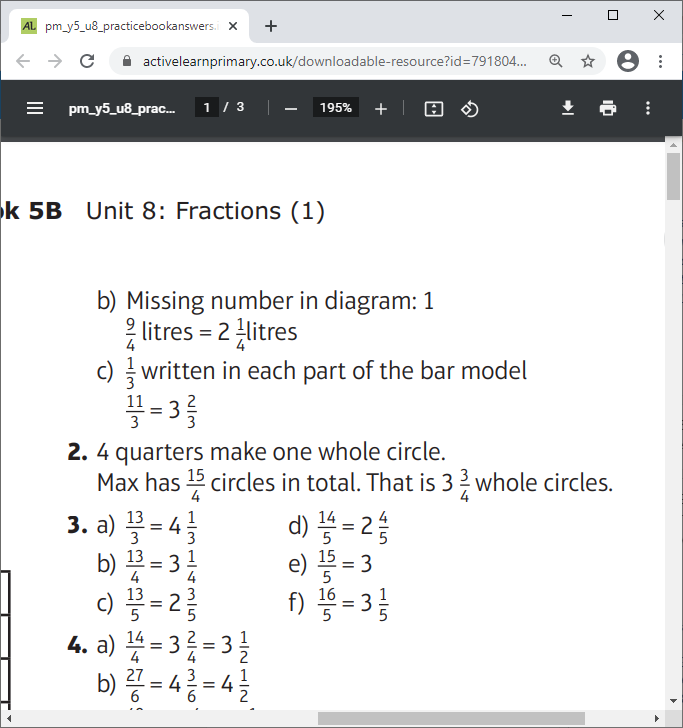 pm_y5_u8_practicebookanswers.
activelearnprimary.co.uk/downloadable-resource?id=791804...
pm_y5_u8_prac... 1 / 3 195%
k 5B Unit 8: Fractions (1)
b) Missing number in diagram: 1
9/4 litres = 2 1/4 litres
c) 1/3 written in each part of the bar model
11/3 = 3 2/3
2. 4 quarters make one whole circle.
Max has 15/4 circles in total. That is 3 3/4 whole circles.
3. a) 13/3 = 4 1/3 d) 14/5 = 2 4/5
b) 13/4 = 3 1/4 e) 15/5 = 3
c) 13/5 = 2 3/5 f) 16/5 = 3 1/5
4. a) 14/4 = 3 2/4 = 3 1/2
b) 27/6 = 4 3/6 = 4 1/2